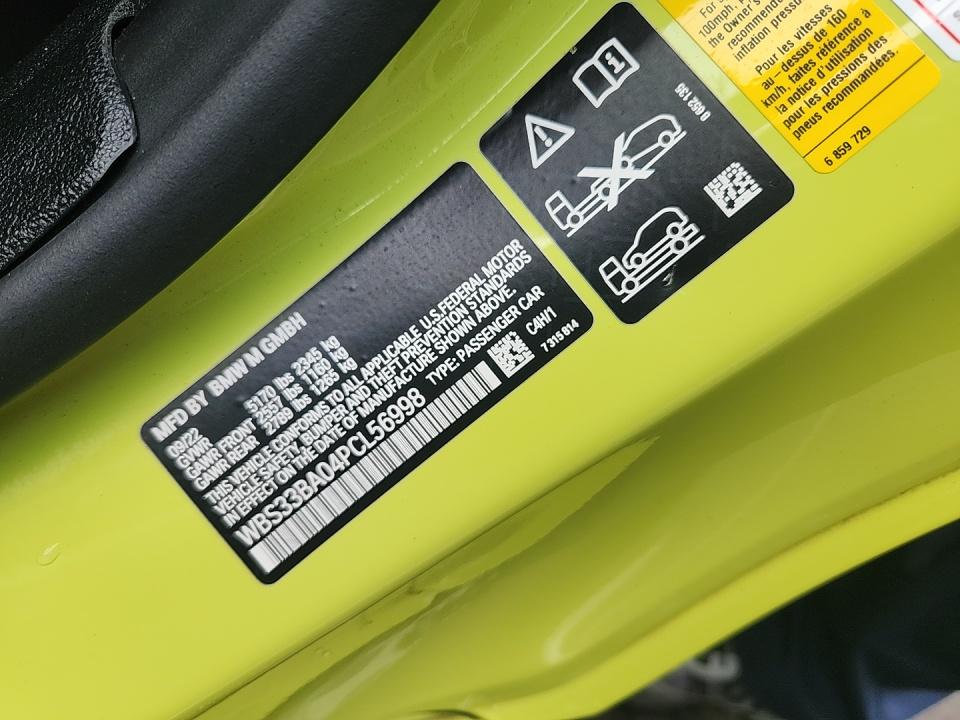 MFD BY BMW M GMBH
09/22
GVWR 5170 lbs 2345 kg
GAWR FRONT 2557 lbs 1160 kg
GAWR REAR 2789 lbs 1265 kg
THIS VEHICLE CONFORMS TO ALL APPLICABLE U.S.FEDERAL MOTOR
VEHICLE SAFETY, BUMPER AND THEFT PREVENTION STANDARDS
IN EFFECT ON THE DATE OF MANUFACTURE SHOWN ABOVE.
WBS33BA04PCL56998 TYPE: PASSENGER CAR
C4H/1
7 315 814
0 052 135
For
100mph,
the Owner's
recommende
inflation pressu
Pour les vitesses
au – dessus de 160
km/h, faites référence à
la notice d'utilisation
pour les pressions des
pneus recommandées.
6 859 729